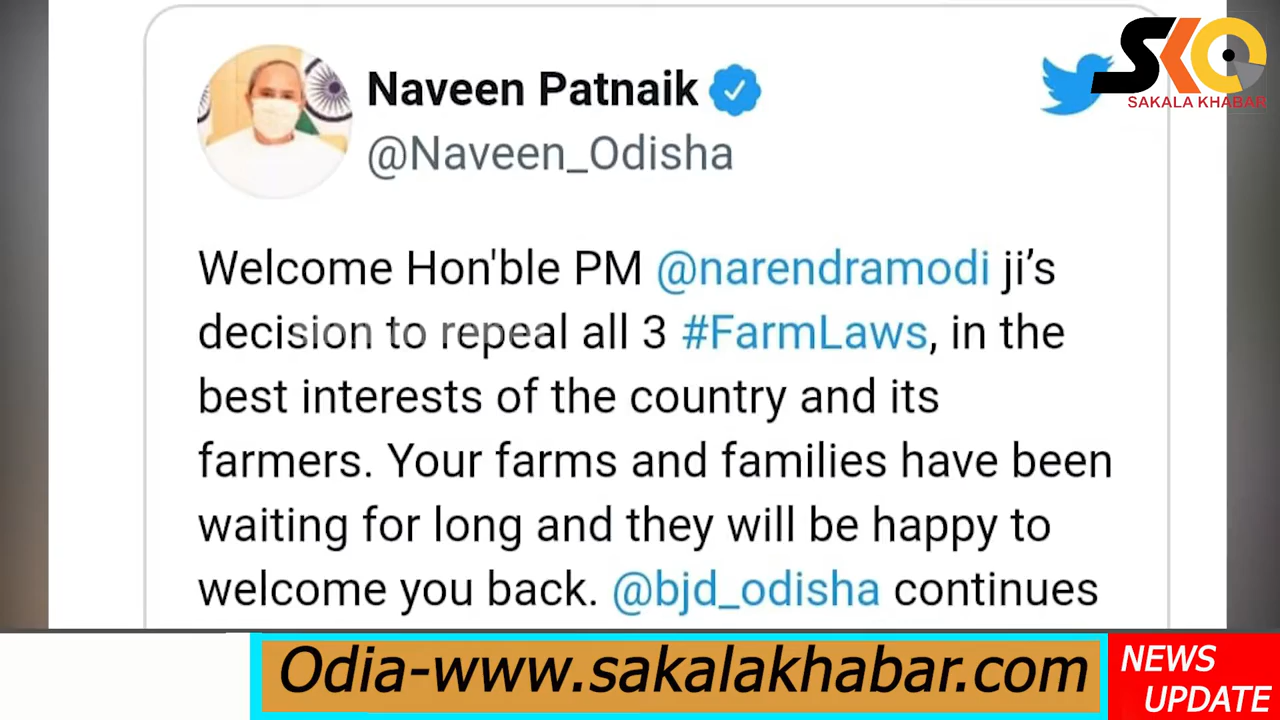 Naveen Patnaik
@Naveen_Odisha
SAKALA KHABAR
Welcome Hon'ble PM @narendramodi ji’s
decision to repeal all 3 #FarmLaws, in the
best interests of the country and its
farmers. Your farms and families have been
waiting for long and they will be happy to
welcome you back. @bjd_odisha continues
Odia-www.sakalakhabar.com
NEWS
UPDATE